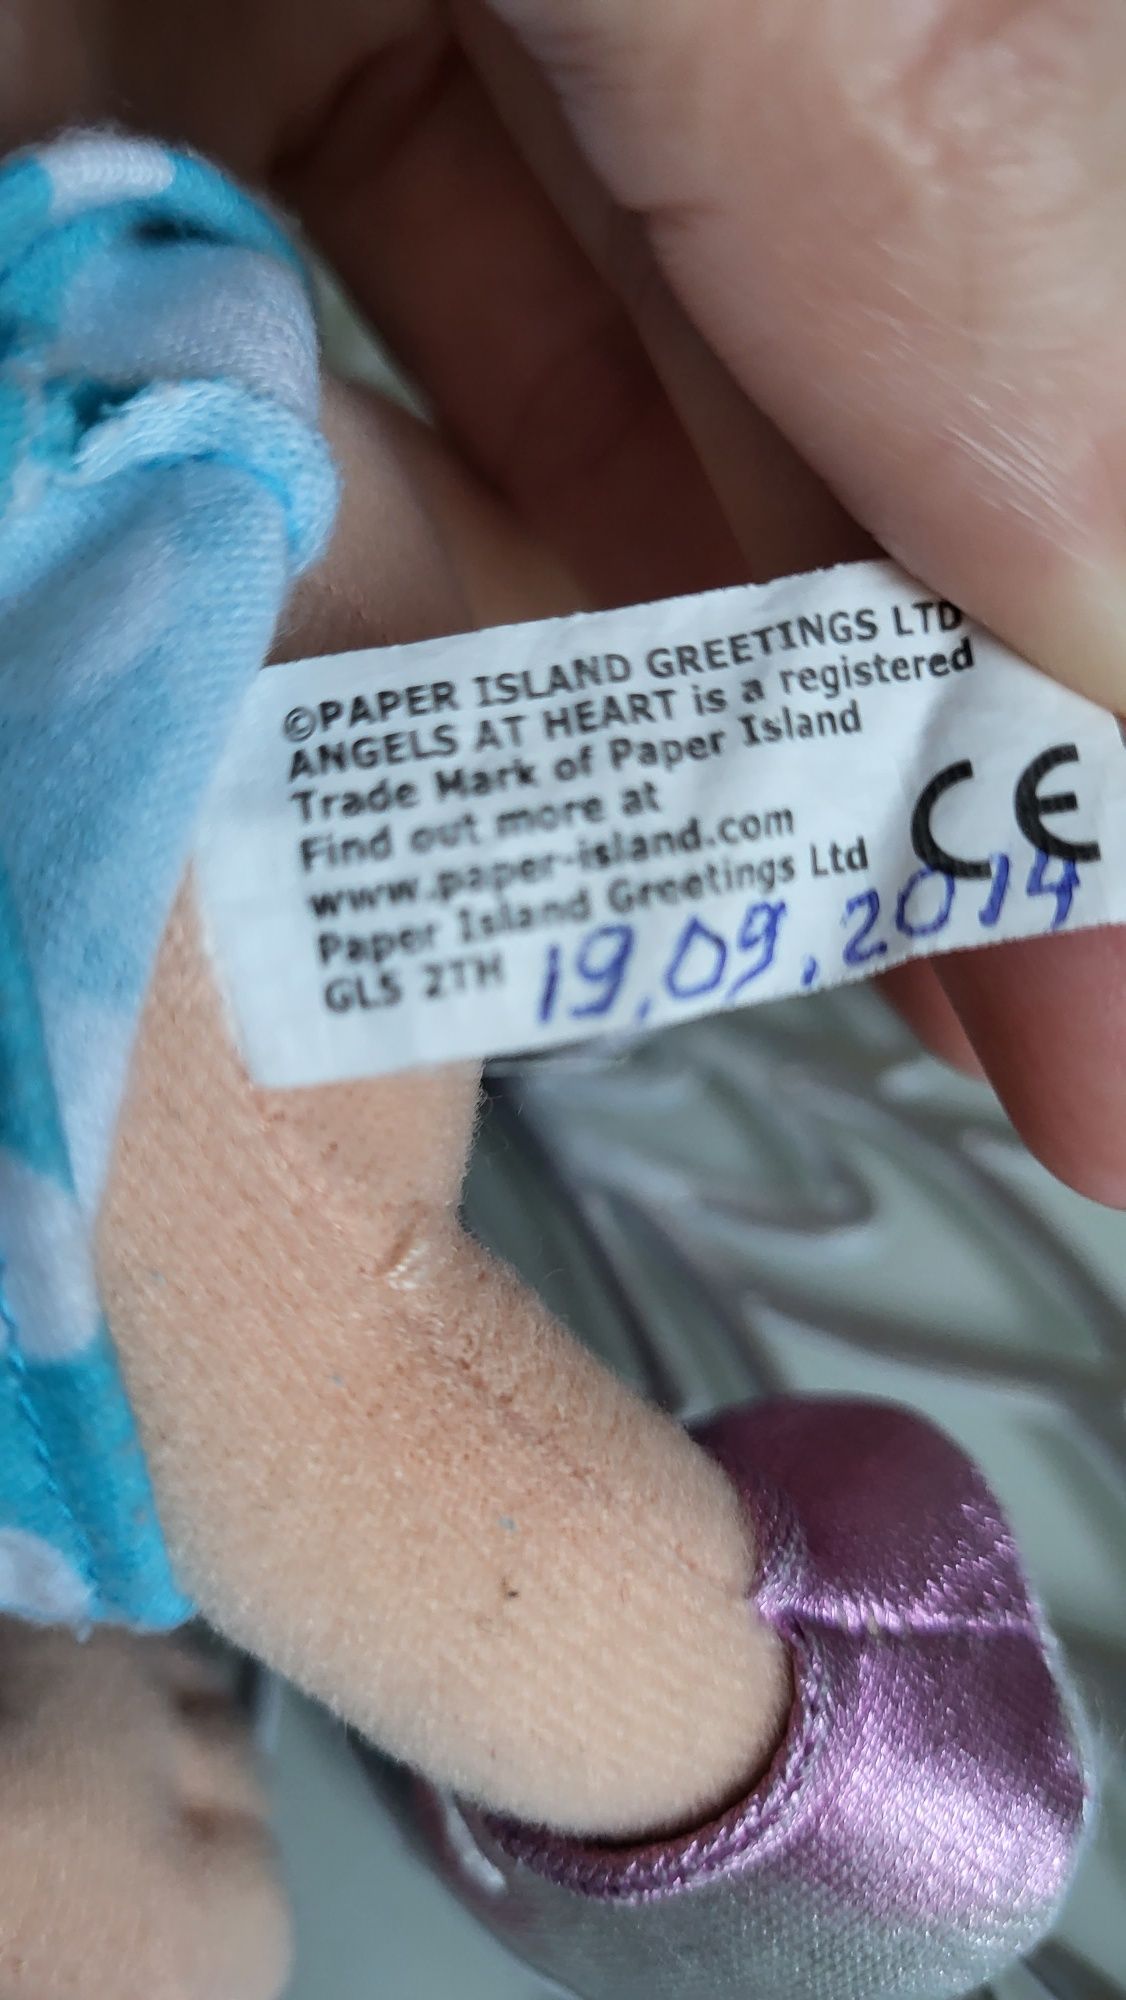 ©PAPER ISLAND GREETINGS LTD
ANGELS AT HEART is a registered
Trade Mark of Paper Island
Find out more at
www.paper-island.com
Paper Island Greetings Ltd
GL5 2TH
CE
19.09.2014